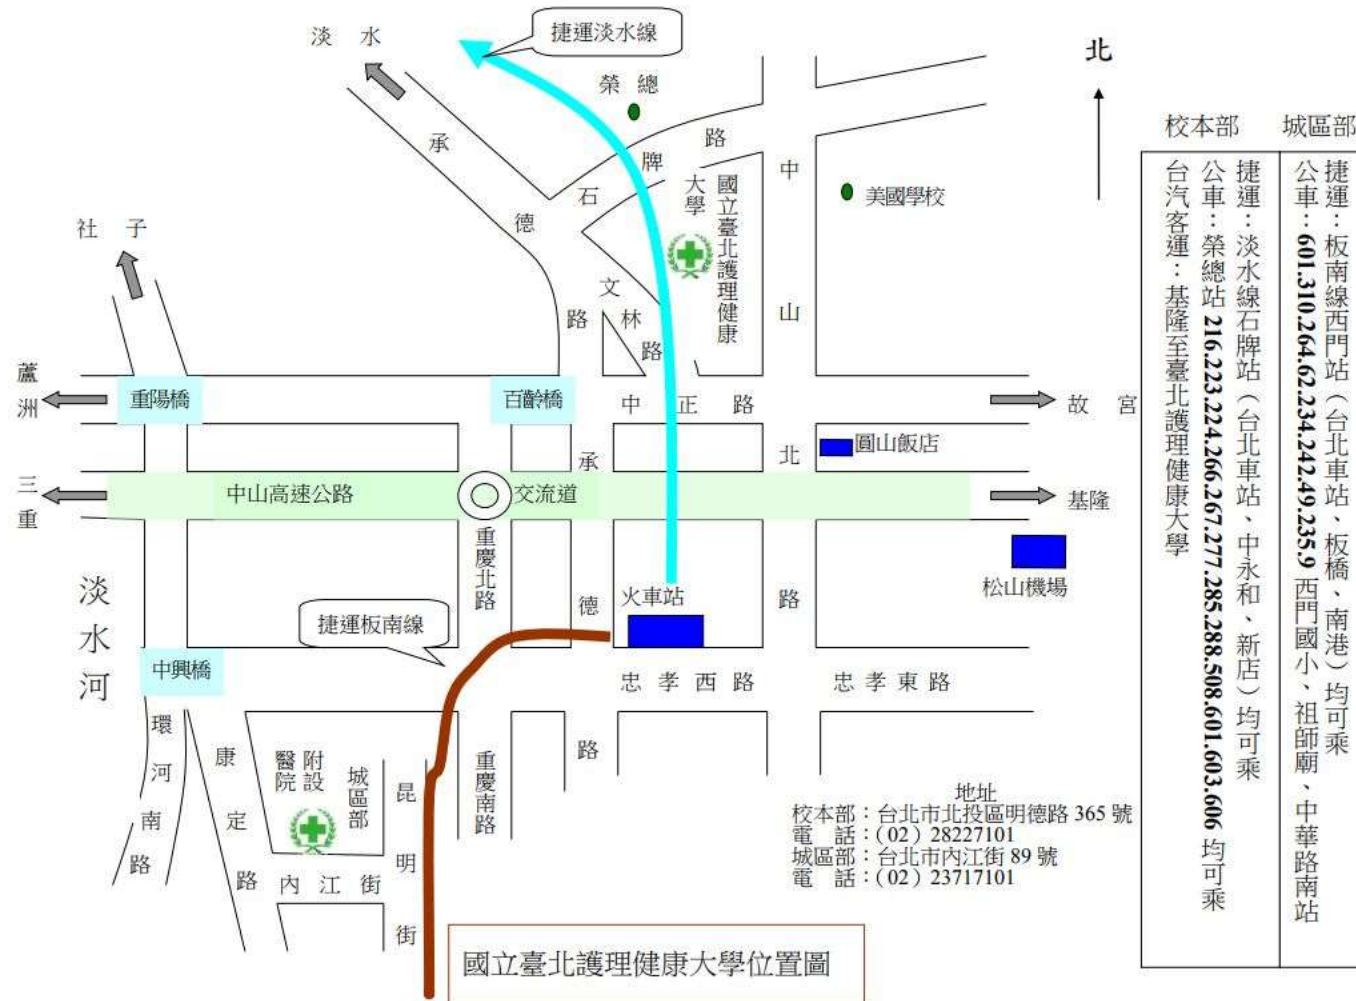 淡 水
捷運淡水線
北
榮 總
承德路
石牌路
中山北路
美國學校
國立臺北護理健康
大學
社 子
文林路
蘆洲
重陽橋
百齡橋
中 正 路
故 宮
圓山飯店
三重
中山高速公路
交流道
基隆
承德路
重慶北路
松山機場
火車站
淡水河
捷運板南線
中興橋
忠 孝 西 路
忠 孝 東 路
環河南路
康定路
附設
醫院
城區部
昆明街
重慶南路
內 江 街
地址
校本部：台北市北投區明德路 365 號
電 話：(02) 28227101
城區部：台北市內江街 89 號
電 話：(02) 23717101
國立臺北護理健康大學位置圖
城區部
捷運：板南線西門站（台北車站、板橋、南港）均可乘
公車：601.310.264.62.234.242.49.235.9 西門國小、祖師廟、中華路南站
校本部
捷運：淡水線石牌站（台北車站、中永和、新店）均可乘
公車：榮總站 216.223.224.266.267.277.285.288.508.601.603.606 均可乘
台汽客運：基隆至臺北護理健康大學